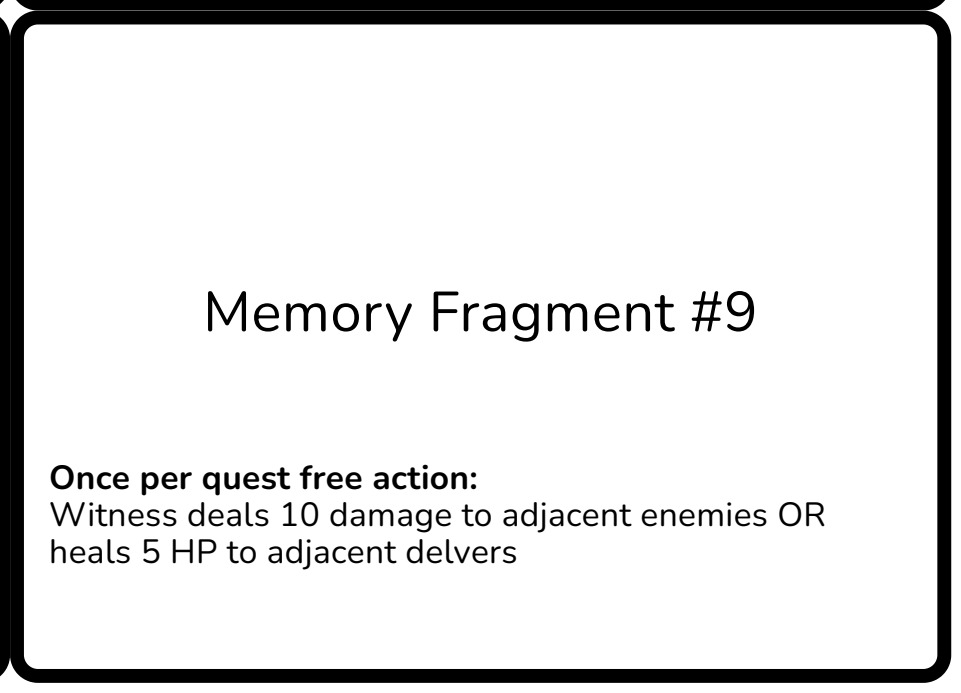 Memory Fragment #9
Once per quest free action:
Witness deals 10 damage to adjacent enemies OR
heals 5 HP to adjacent delvers